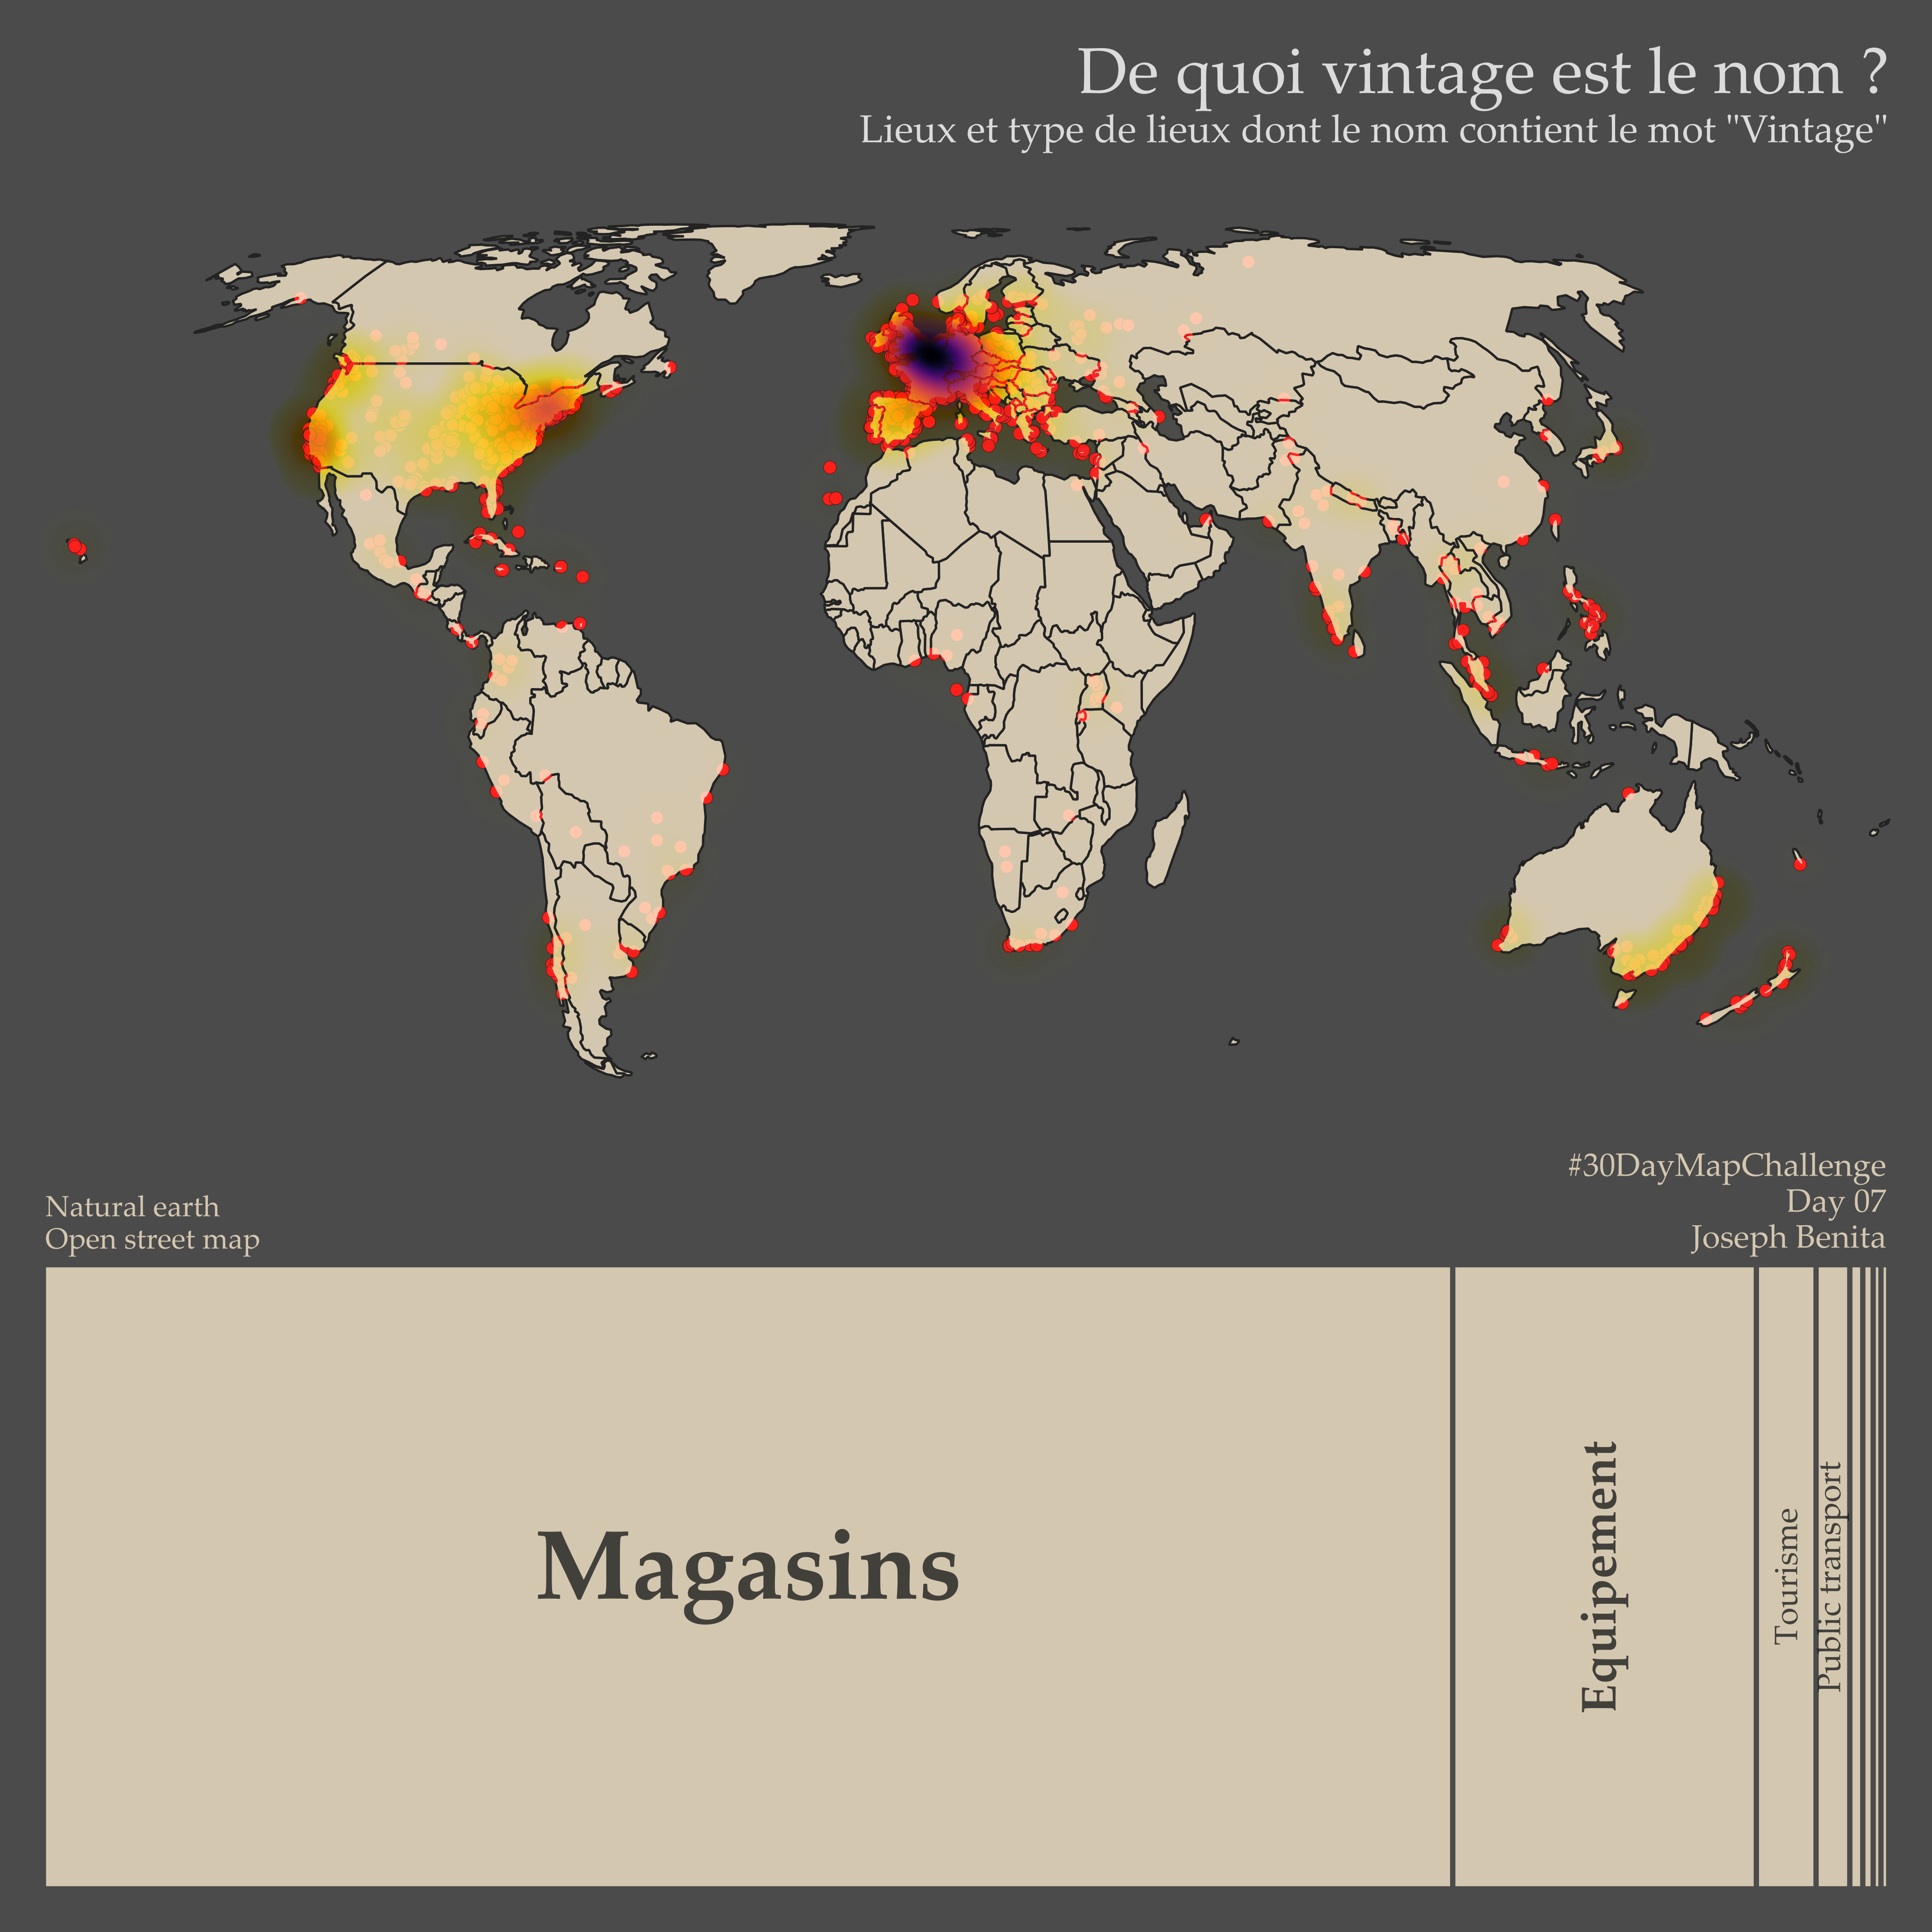 De quoi vintage est le nom ?
Lieux et type de lieux dont le nom contient le mot "Vintage"
#30DayMapChallenge
Day 07
Joseph Benita
Natural earth
Open street map
Magasins
Equipement
Tourisme
Public transport